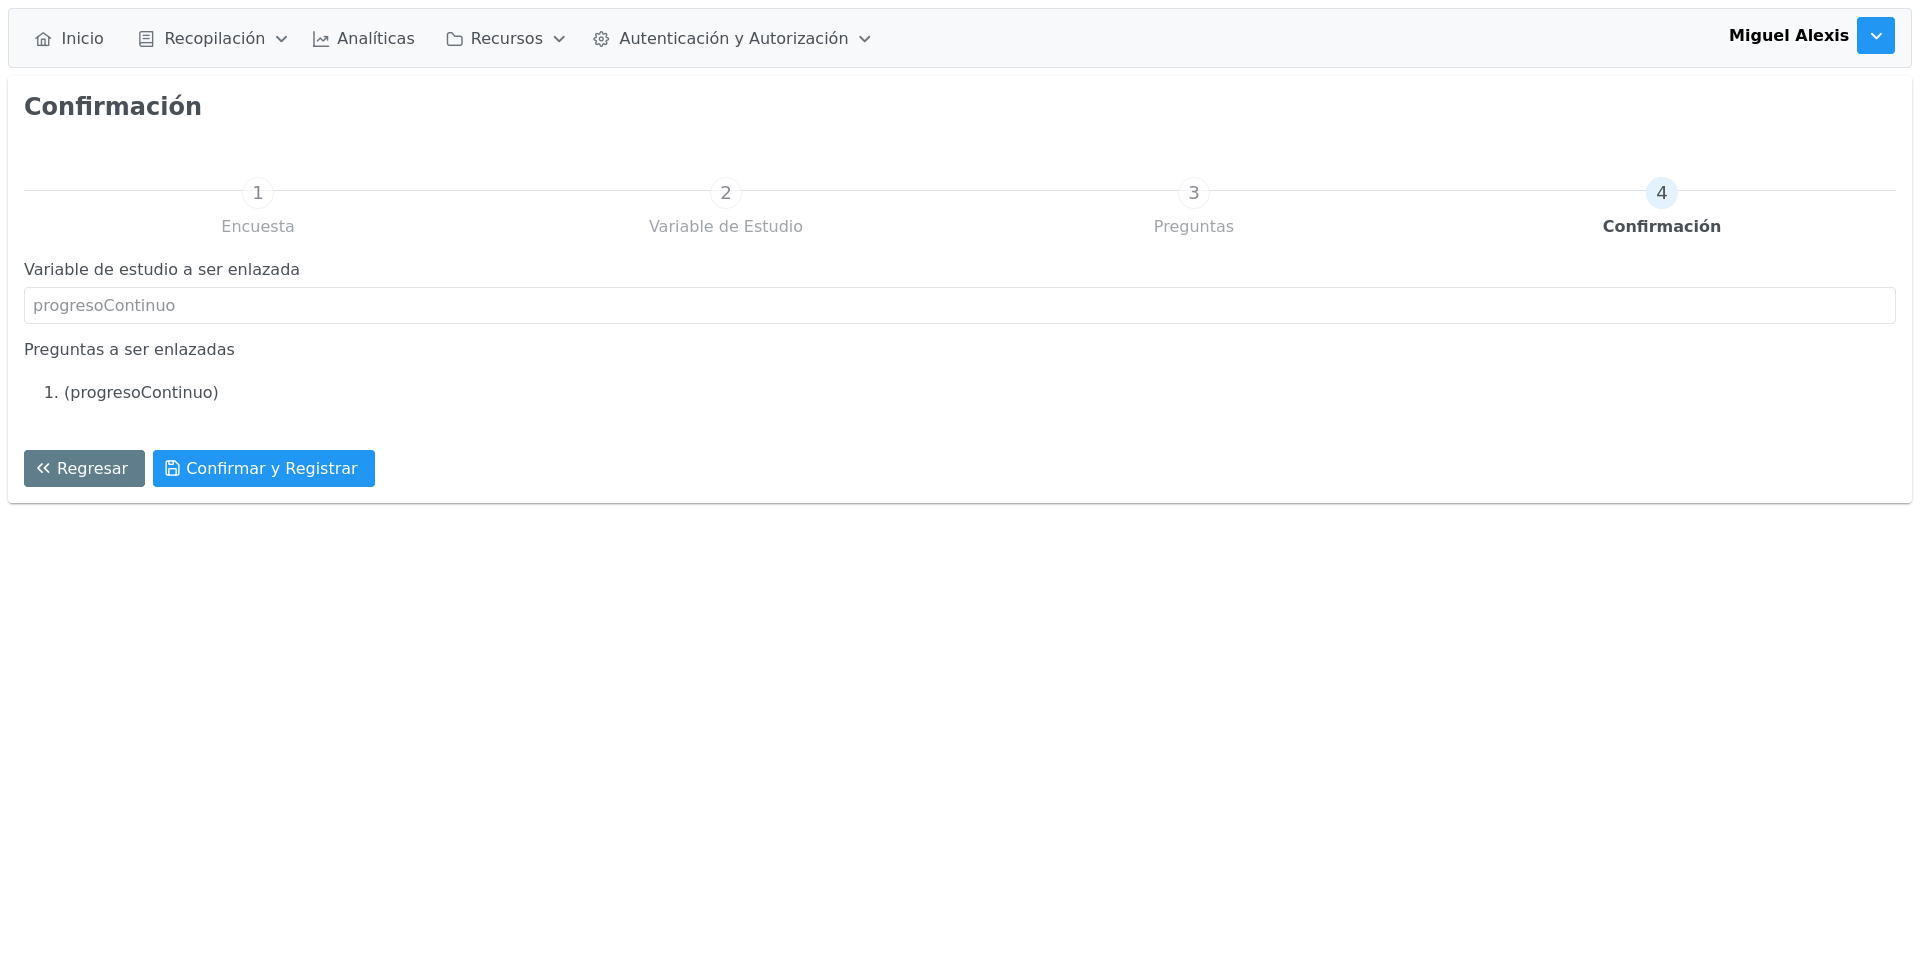 Inicio Recopilación Analíticas Recursos Autenticación y Autorización Miguel Alexis
Confirmación
1 2 3 4
Encuesta Variable de Estudio Preguntas Confirmación
Variable de estudio a ser enlazada
progresoContinuo
Preguntas a ser enlazadas
1. (progresoContinuo)
Regresar Confirmar y Registrar